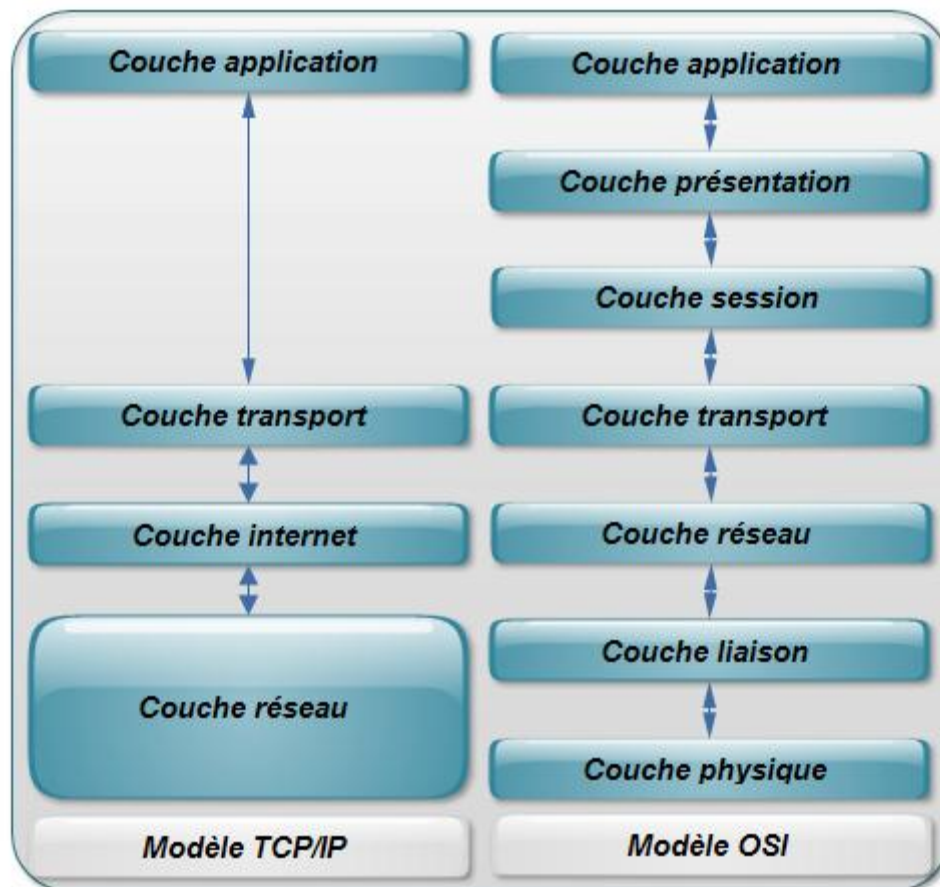 Couche application
Couche application
Couche présentation
Couche session
Couche transport
Couche transport
Couche internet
Couche réseau
Couche liaison
Couche réseau
Couche physique
Modèle TCP/IP
Modèle OSI